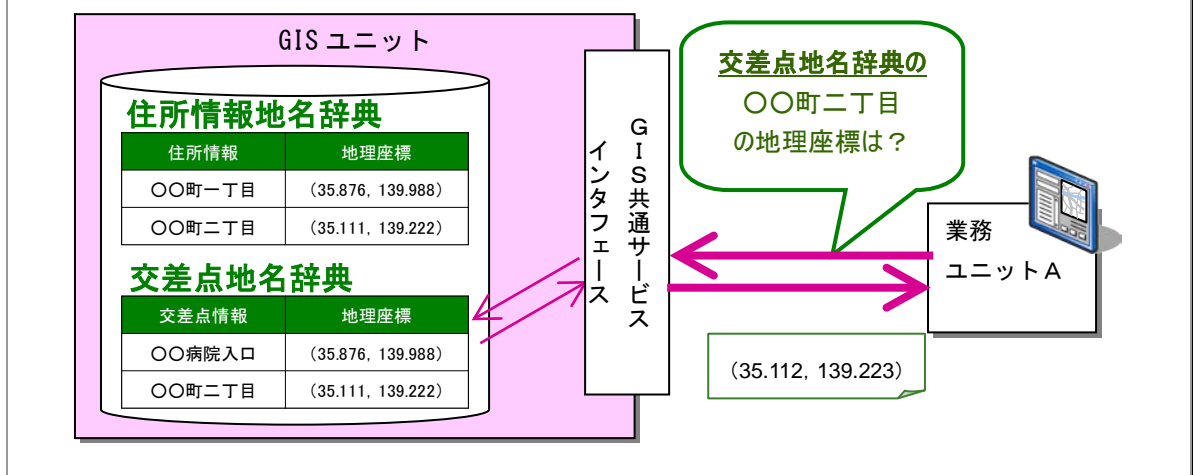 GISユニット
住所情報地名辞典
住所情報 地理座標
〇〇町一丁目 (35.876, 139.988)
〇〇町二丁目 (35.111, 139.222)
交差点地名辞典
交差点情報 地理座標
〇〇病院入口 (35.876, 139.988)
〇〇町二丁目 (35.111, 139.222)
GIS共通サービス
インタフェース
交差点地名辞典の
〇〇町二丁目
の地理座標は？
業務
ユニットA
(35.112, 139.223)